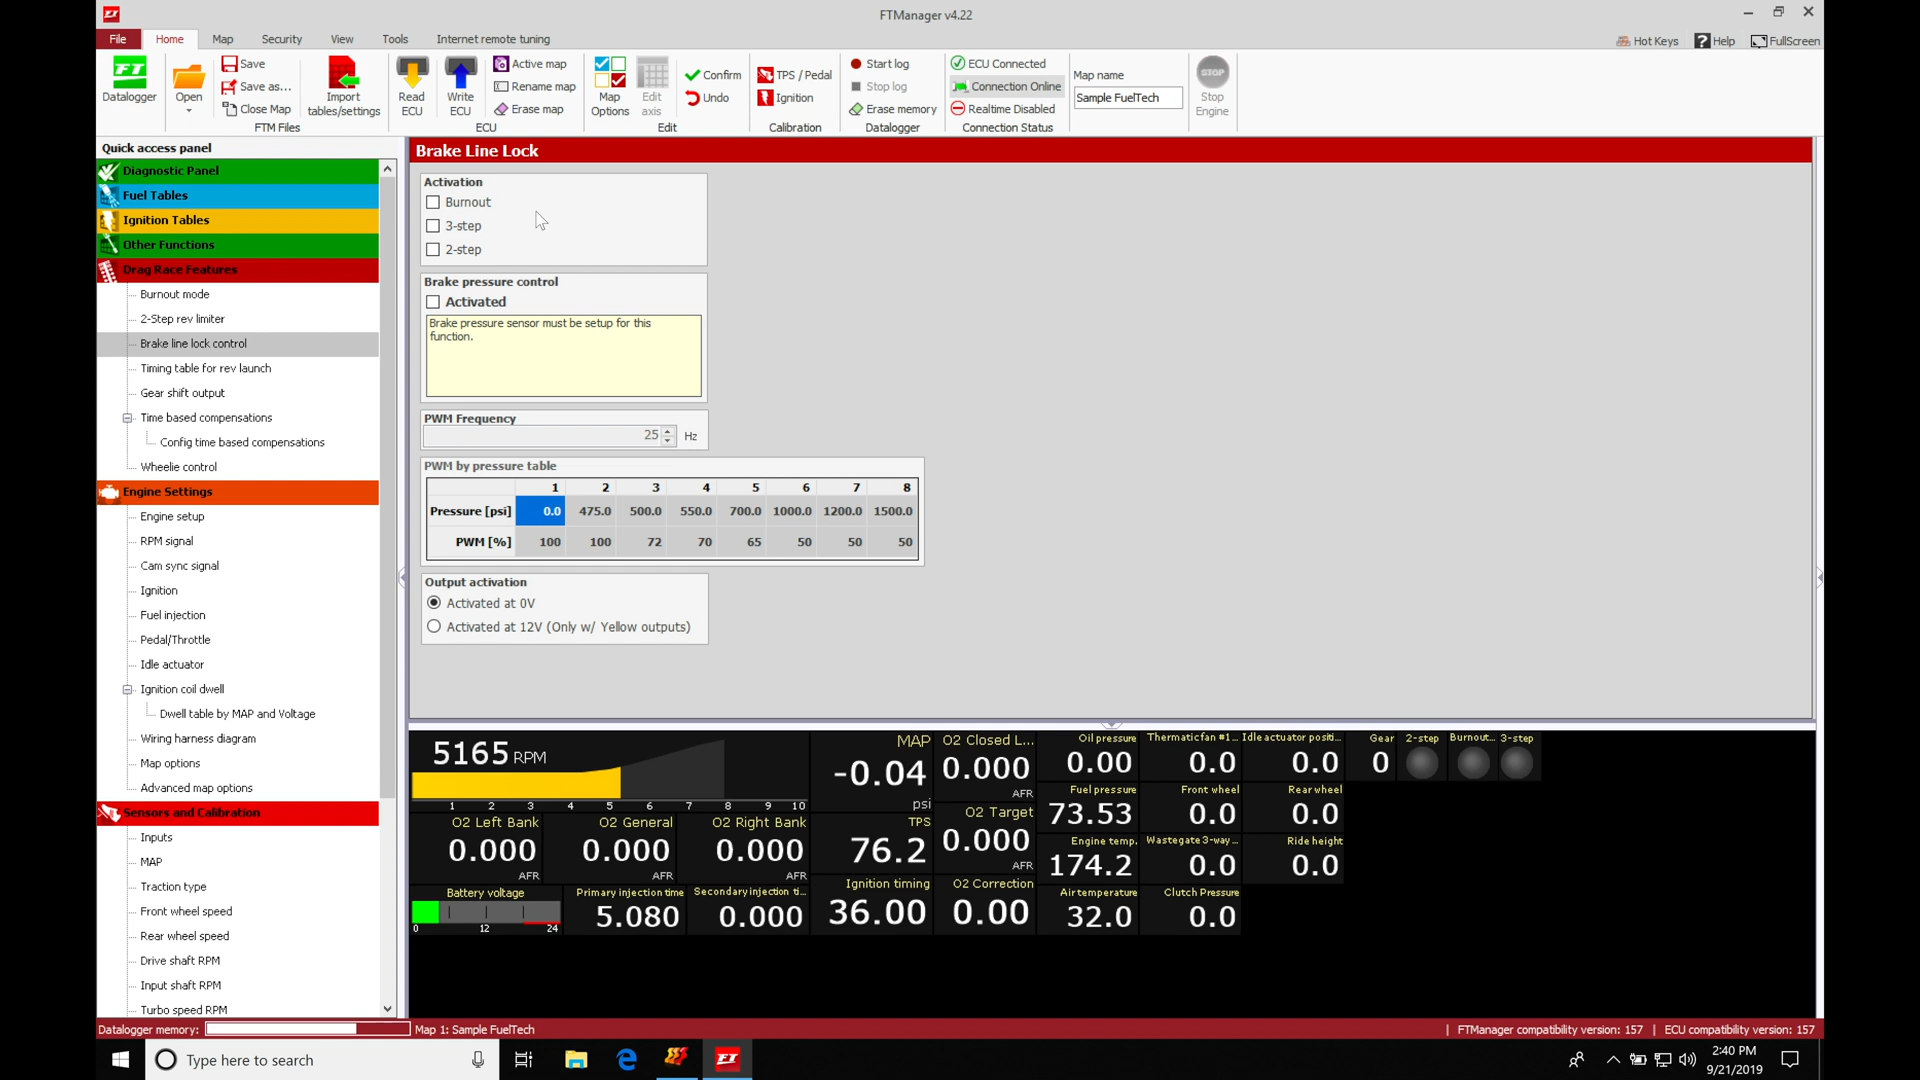 FTManager v4.22
File Home Map Security View Tools Internet remote tuning
Hot Keys Help FullScreen
Datalogger
Open
Save
Save as...
Close Map
Import tables/settings
FTM Files
Read ECU
Write ECU
Active map
Rename map
Erase map
ECU
Map Options
Edit axis
Confirm
Undo
Edit
TPS / Pedal
Ignition
Calibration
Start log
Stop log
Erase memory
Datalogger
ECU Connected
Connection Online
Realtime Disabled
Connection Status
Map name
Sample FuelTech
STOP
Stop Engine
Quick access panel
Diagnostic Panel
Fuel Tables
Ignition Tables
Other Functions
Drag Race Features
Burnout mode
2-Step rev limiter
Brake line lock control
Timing table for rev launch
Gear shift output
Time based compensations
Config time based compensations
Wheelie control
Engine Settings
Engine setup
RPM signal
Cam sync signal
Ignition
Fuel injection
Pedal/Throttle
Idle actuator
Ignition coil dwell
Dwell table by MAP and Voltage
Wiring harness diagram
Map options
Advanced map options
Sensors and Calibration
Inputs
MAP
Traction type
Front wheel speed
Rear wheel speed
Drive shaft RPM
Input shaft RPM
Turbo speed RPM
Brake Line Lock
Activation
Burnout
3-step
2-step
Brake pressure control
Activated
Brake pressure sensor must be setup for this
function.
PWM Frequency
25 Hz
PWM by pressure table
1 2 3 4 5 6 7 8
Pressure [psi] 0.0 475.0 500.0 550.0 700.0 1000.0 1200.0 1500.0
PWM [%] 100 100 72 70 65 50 50 50
Output activation
Activated at 0V
Activated at 12V (Only w/ Yellow outputs)
5165 RPM
1 2 3 4 5 6 7 8 9 10
O2 Left Bank
0.000
AFR
O2 General
0.000
AFR
O2 Right Bank
0.000
AFR
Battery voltage
0 12 24
Primary injection time
5.080
Secondary injection ti...
0.000
MAP
-0.04
psi
TPS
76.2
Ignition timing
36.00
O2 Closed L...
0.000
AFR
O2 Target
0.000
AFR
O2 Correction
0.00
Oil pressure
0.00
Fuel pressure
73.53
Engine temp.
174.2
Air temperature
32.0
Thermatic fan #1...
0.0
Front wheel
0.0
Wastegate 3-way...
0.0
Clutch Pressure
0.0
Idle actuator positi...
0.0
Rear wheel
0.0
Ride height
0.0
Gear
0
2-step
Burnout...
3-step
Datalogger memory: Map 1: Sample FuelTech
FTManager compatibility version: 157 | ECU compatibility version: 157
Type here to search
2:40 PM
9/21/2019